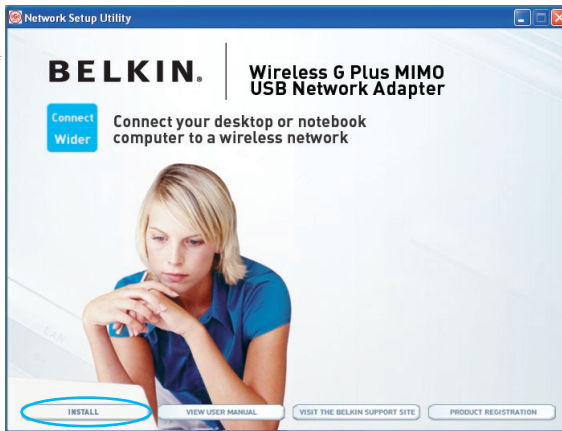 Network Setup Utility
BELKIN.
Wireless G Plus MIMO
USB Network Adapter
Connect
Wider
Connect your desktop or notebook
computer to a wireless network
LAN
INSTALL
VIEW USER MANUAL
VISIT THE BELKIN SUPPORT SITE
PRODUCT REGISTRATION